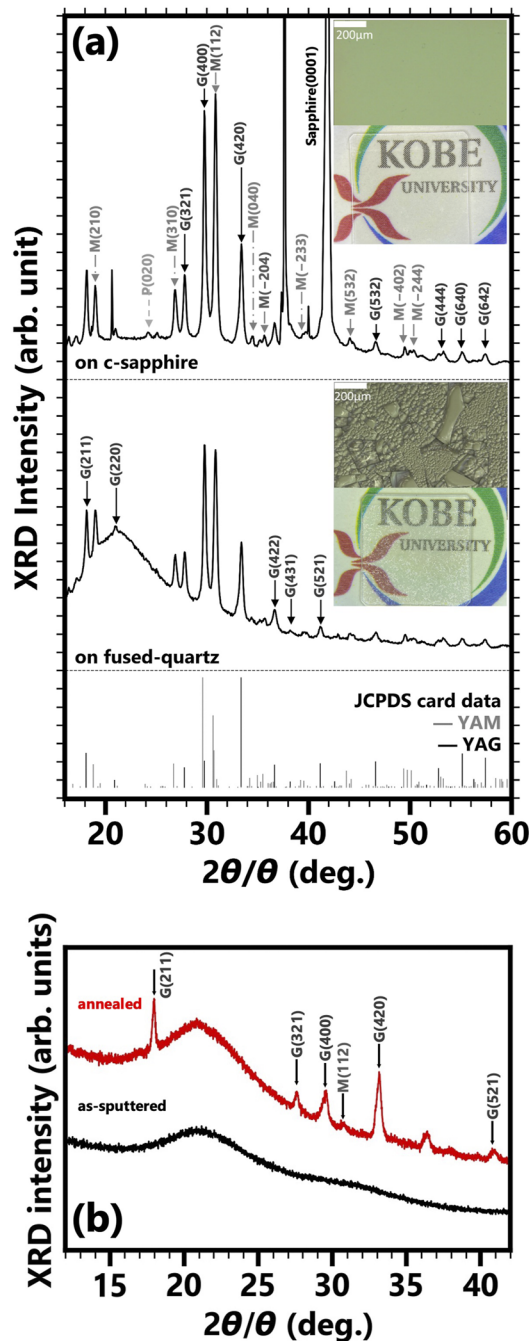 (a)
200μm
KOBE
UNIVERSITY
M(210)
P(020)
M(310)
G(321)
G(400)
M(112)
G(420)
M(040)
M(−204)
Sapphire(0001)
M(−233)
M(532)
G(532)
M(−402)
M(−244)
G(444)
G(640)
G(642)
on c-sapphire
200μm
KOBE
UNIVERSITY
G(211)
G(220)
G(422)
G(431)
G(521)
on fused-quartz
JCPDS card data
YAM
YAG
XRD Intensity (arb. unit)
20 30 40 50 60
2θ/θ (deg.)
G(211)
annealed
G(321)
G(400)
M(112)
G(420)
G(521)
as-sputtered
(b)
XRD intensity (arb. units)
15 20 25 30 35 40
2θ/θ (deg.)